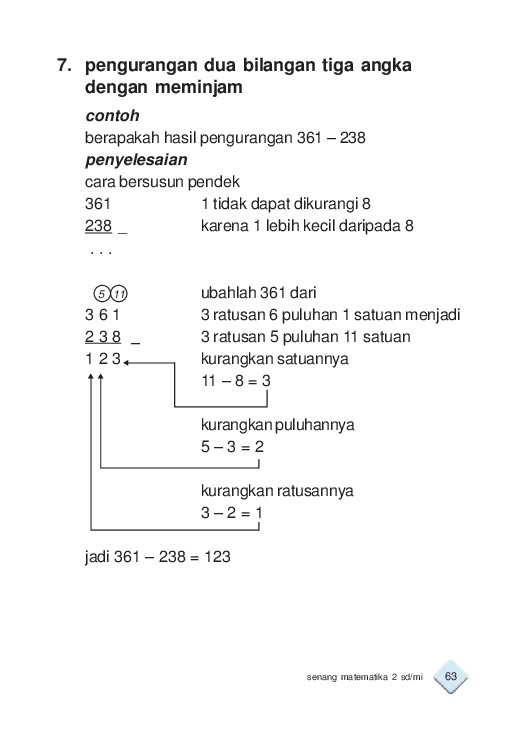 7. pengurangan dua bilangan tiga angka
dengan meminjam
contoh
berapakah hasil pengurangan 361 – 238
penyelesaian
cara bersusun pendek
361 1 tidak dapat dikurangi 8
238 _ karena 1 lebih kecil daripada 8
. . .
5 11 ubahlah 361 dari
3 6 1 3 ratusan 6 puluhan 1 satuan menjadi
2 3 8 _ 3 ratusan 5 puluhan 11 satuan
1 2 3 kurangkan satuannya
11 – 8 = 3
kurangkan puluhannya
5 – 3 = 2
kurangkan ratusannya
3 – 2 = 1
jadi 361 – 238 = 123
senang matematika 2 sd/mi 63